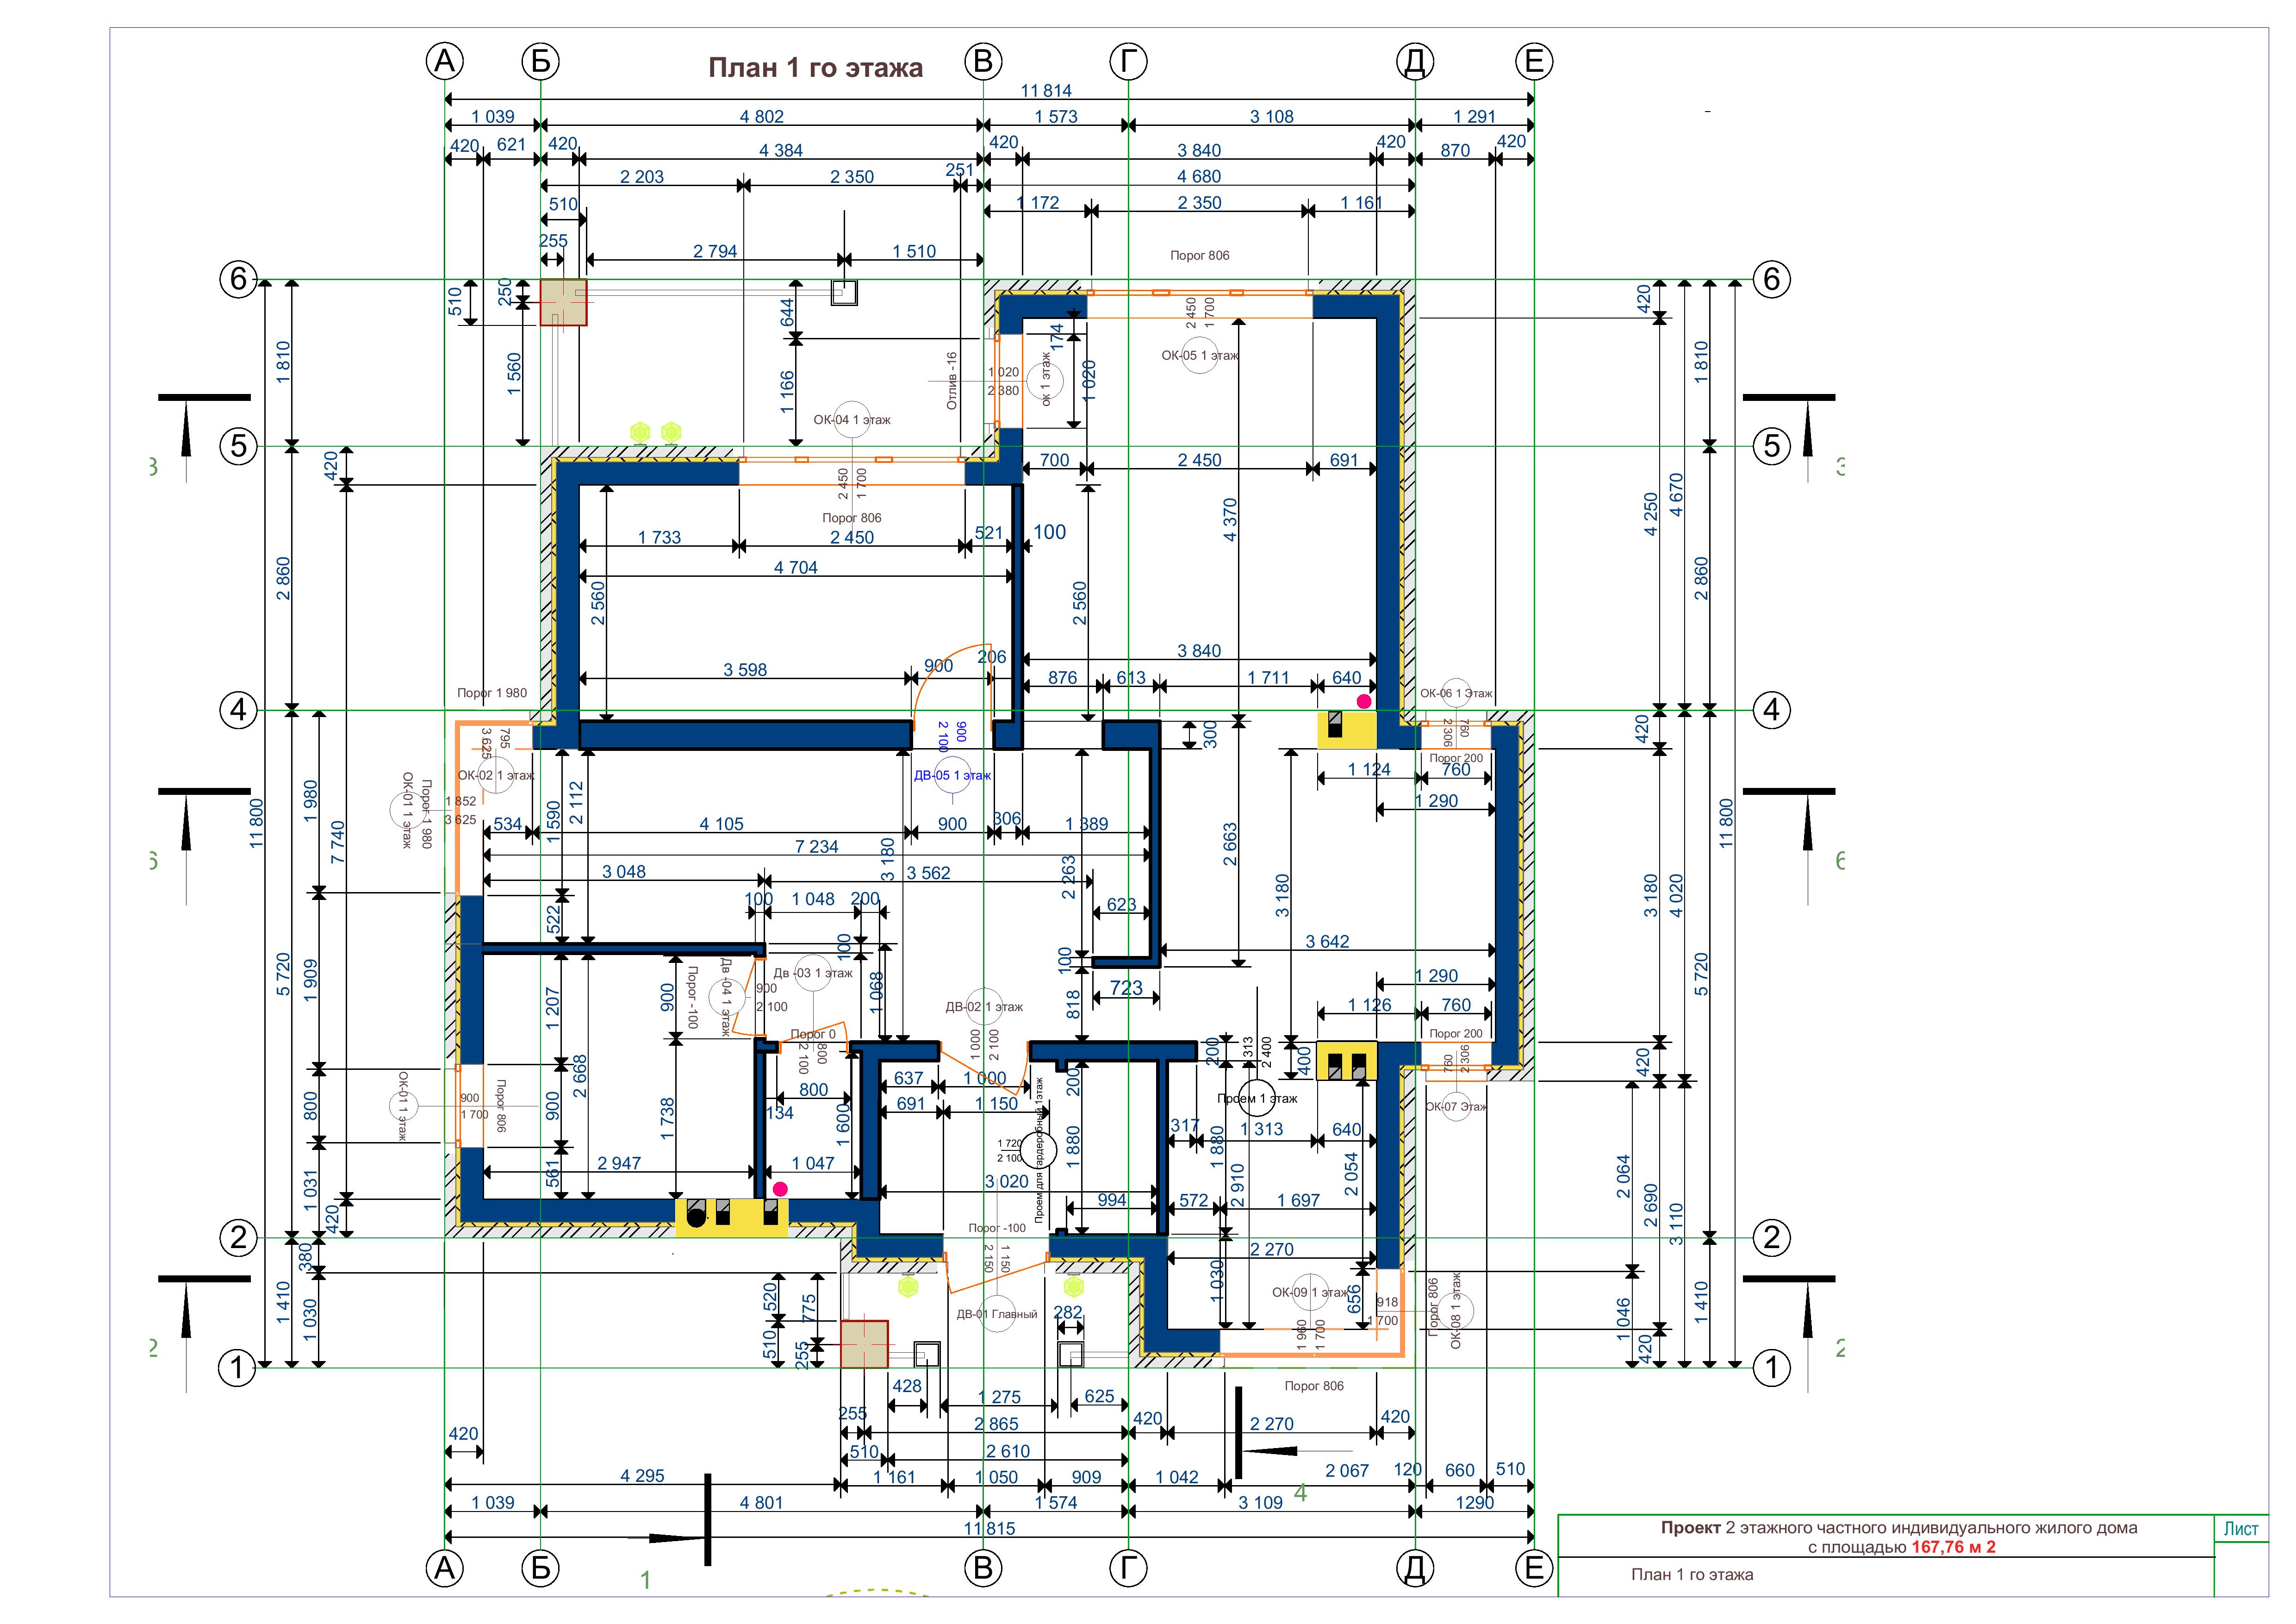 План 1 го этажа
А Б В Г Д Е
11 814
1 039 4 802 1 573 3 108 1 291
420 621 420 4 384 420 3 840 420 870 420
2 203 2 350 251 4 680
510 1 172 2 350 1 161
255 2 794 1 510
Порог 806
6 6
510 250 644 420
2 450 1 700
174
1 810 1 560 1 166 Отлив -16 1 020 2 380 ок 1 этаж 1 020 ОК-05 1 этаж 1 810
ОК-04 1 этаж
3 3
5 5
420 700 2 450 691
2 450 1 700
Порог 806
1 733 2 450 521 100
4 704
2 860 2 560 2 560 4 370 4 250 4 670 2 860
3 598 900 206 3 840
876 613 1 711 640
Порог 1 980 ОК-06 1 Этаж
4 4
795 3 625 900 2 100 300 760 2 306 420
Порог 200
ОК-02 1 этаж ДВ-05 1 этаж 1 124 760
ОК-01 1 этаж Порог 1 980 1 852 3 625 1 290
11 800 1 980 7 740 534 1 590 2 112 4 105 900 306 1 389 11 800
7 234 3 180 2 263 2 663
6 6
3 048 3 562
100 1 048 200 623 3 180 3 180 4 020
522 100 3 642
5 720 1 909 Дв -03 1 этаж 100 1 290 5 720
1 207 900 Порог -100 Дв -04 1 этаж 900 2 100 1 068 723
ДВ-02 1 этаж 818 1 126 760
Порог 0 Порог 200
2 668 800 2 100 1 000 2 100 200 1 313 2 400 400 760 2 306 420
ОК-01 1 этаж 900 1 700 Порог 806 637 1 000 200
800 900 1 738 800 691 1 150 Проем 1 этаж ОК-07 Этаж
134 1 600 317 1 313 640
1 720 2 100 Проем для гардеробный 1этаж 1 880 1 880
1 031 561 2 947 1 047 3 020 2 910 2 054 2 064 2 690 3 110
420 994 572 1 697
Порог -100
2 2
380 2 150 1 150 2 270
1 410 1 030 520 775 ДВ-01 Главный 282 1 030 ОК-09 1 этаж 656 918 1 700 Порог 806 ОК-08 1 этаж 1 046 1 410
510 255 1 960 1 700 420
2 2
1 1
Порог 806
428 1 275 625
255 2 865 420 2 270 420
420 510 2 610
4 295 1 161 1 050 909 1 042 2 067 120 660 510
4
1 039 4 801 1 574 3 109 1290
11 815
А Б В Г Д Е
1
Проект 2 этажного частного индивидуального жилого дома
с площадью 167,76 м 2
Лист
План 1 го этажа